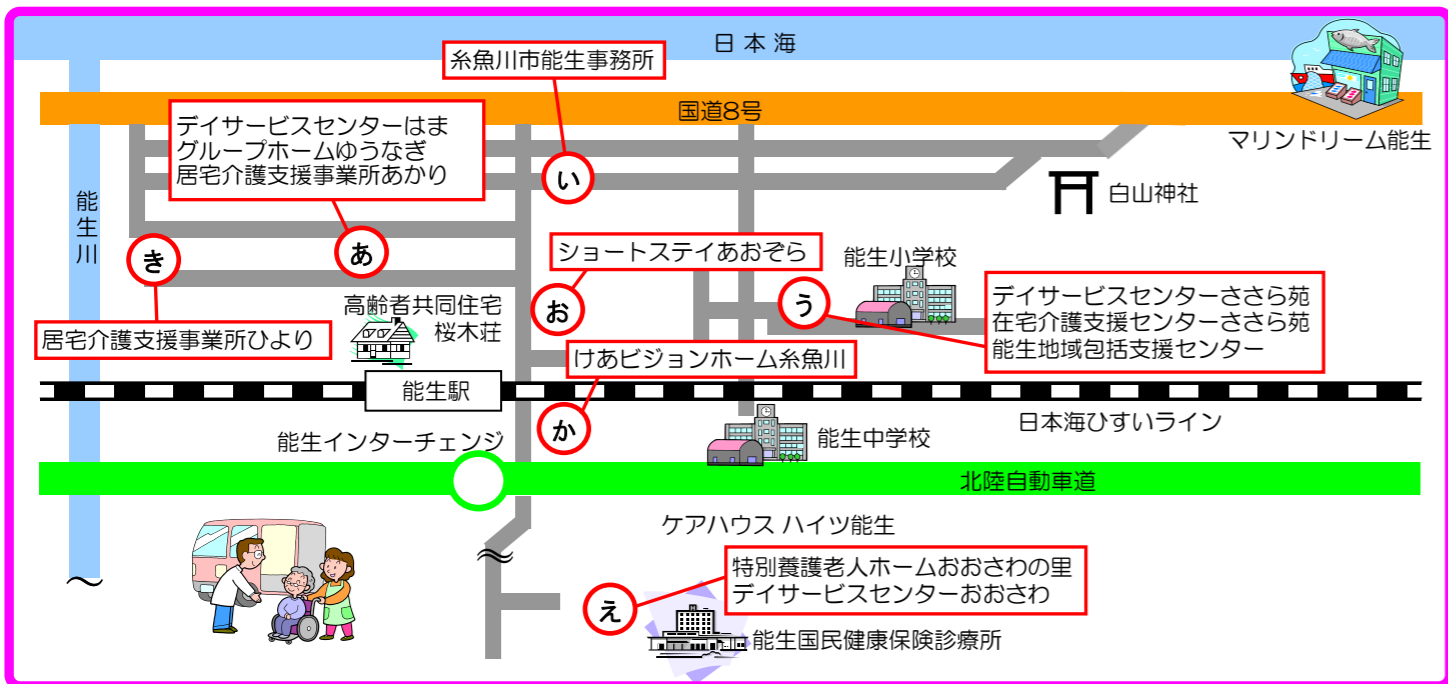 日本海
糸魚川市能生事務所
国道8号
マリンドリーム能生
デイサービスセンターはま
グループホームゆうなぎ
居宅介護支援事業所あかり
い
能生川
白山神社
あ
き
ショートステイあおぞら
能生小学校
お
う
デイサービスセンターささら苑
在宅介護支援センターささら苑
能生地域包括支援センター
高齢者共同住宅
桜木荘
居宅介護支援事業所ひより
けあビジョンホーム糸魚川
能生駅
日本海ひすいライン
か
能生インターチェンジ
能生中学校
北陸自動車道
ケアハウス ハイツ能生
特別養護老人ホームおおさわの里
デイサービスセンターおおさわ
え
能生国民健康保険診療所